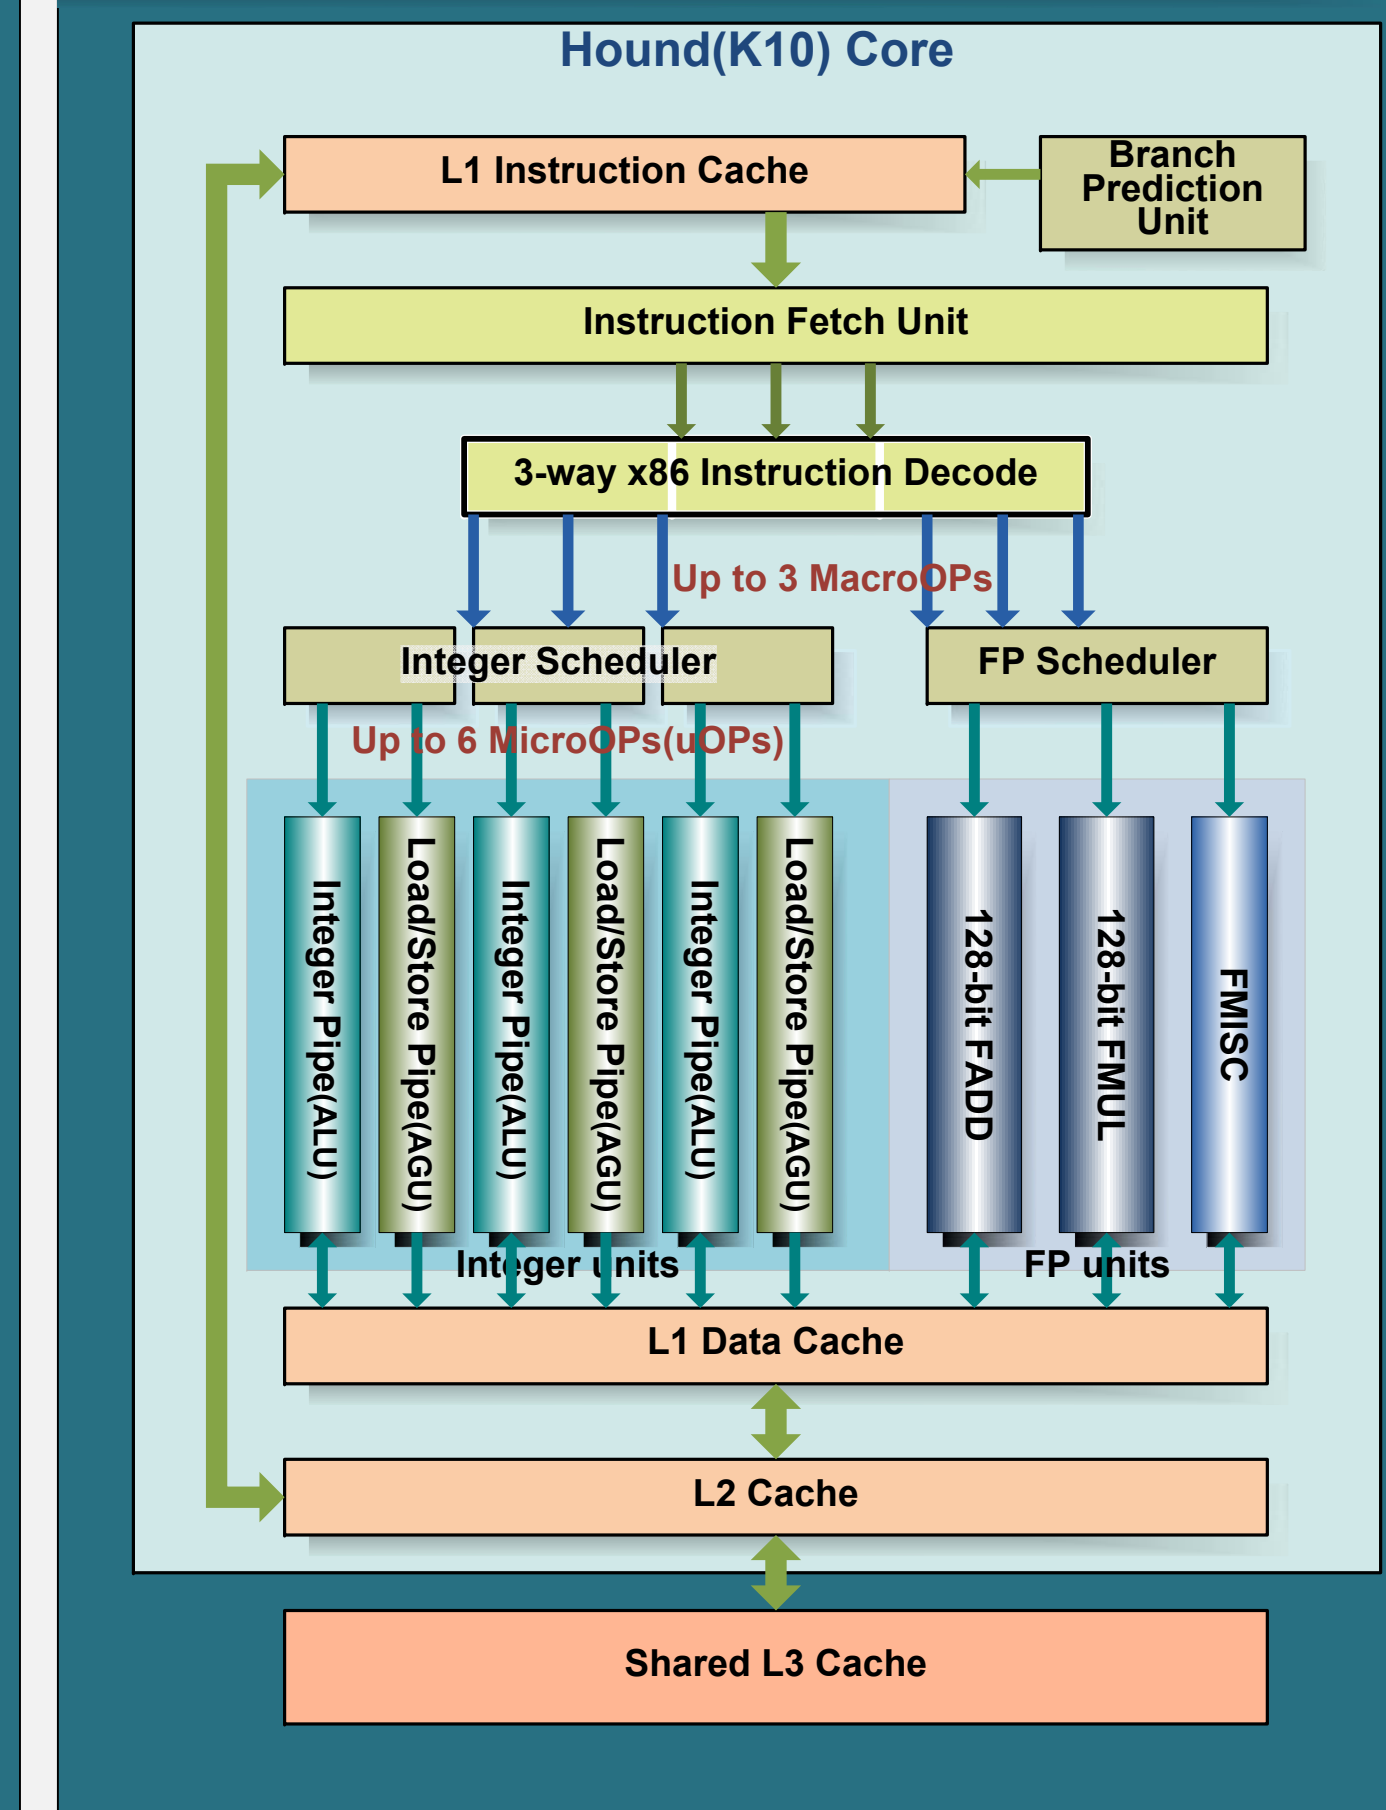 Hound(K10) Core
L1 Instruction Cache
Branch
Prediction
Unit
Instruction Fetch Unit
3-way x86 Instruction Decode
Up to 3 MacroOPs
Integer Scheduler
FP Scheduler
Up to 6 MicroOPs(uOPs)
Integer Pipe(ALU)
Load/Store Pipe(AGU)
Integer Pipe(ALU)
Load/Store Pipe(AGU)
Integer Pipe(ALU)
Load/Store Pipe(AGU)
128-bit FADD
128-bit FMUL
FMISC
Integer units
FP units
L1 Data Cache
L2 Cache
Shared L3 Cache